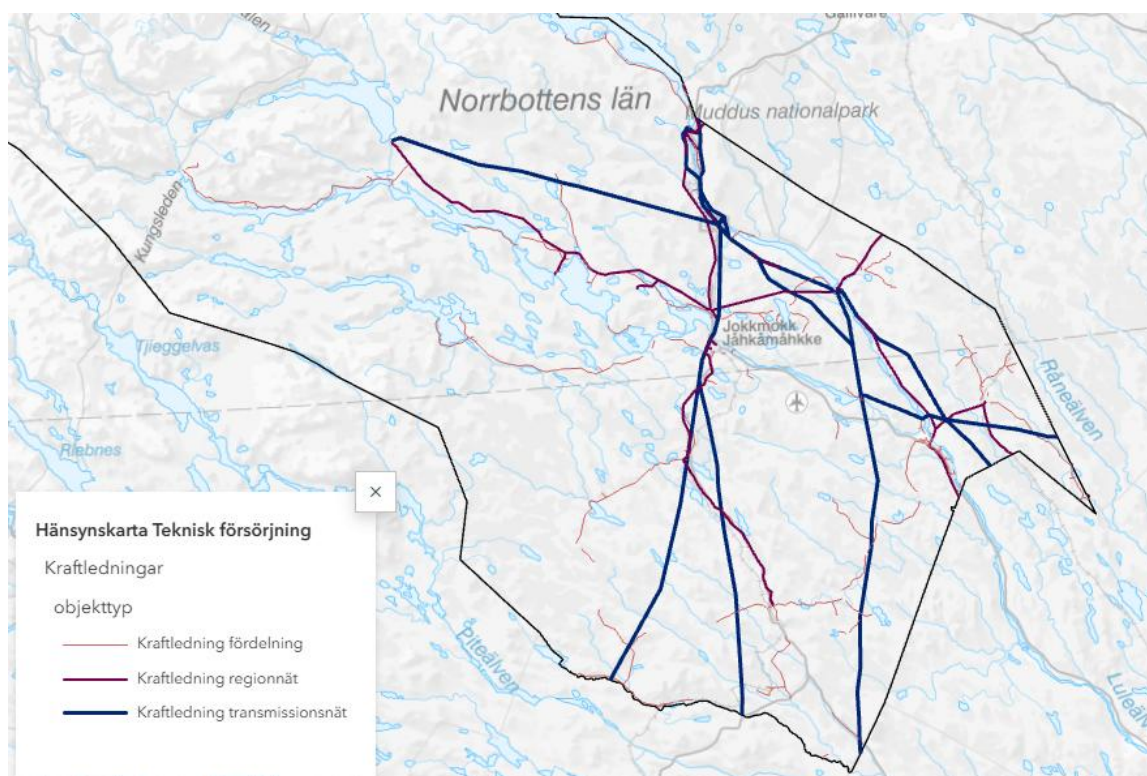 Gällivare
Norrbottens län
Muddus nationalpark
Kungsleden
Jokkmokk
Jåhkåmåhkke
Tjieggelvas
Råneälven
Riebnes
Piteälven
Hänsynskarta Teknisk försörjning
Kraftledningar
objekttyp
Kraftledning fördelning
Kraftledning regionnät
Kraftledning transmissionsnät